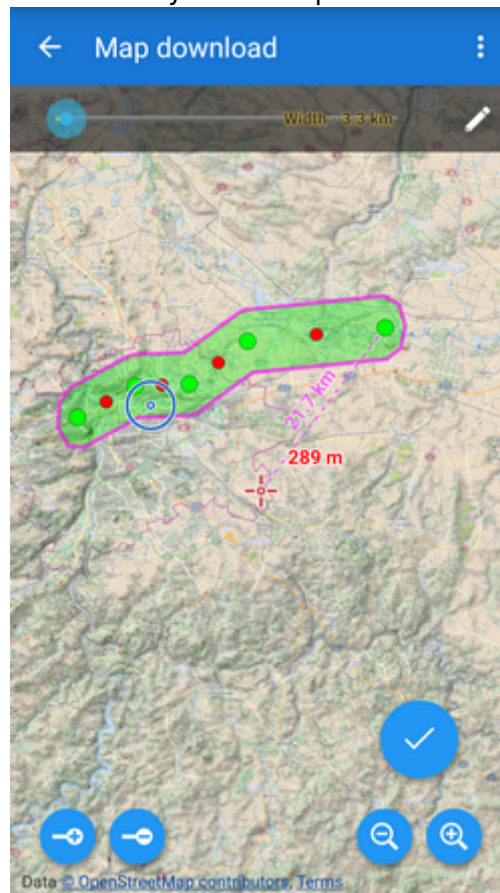 Map download
Width - 3.3 km
21.7 km
289 m
Data © OpenStreetMap contributors, Terms